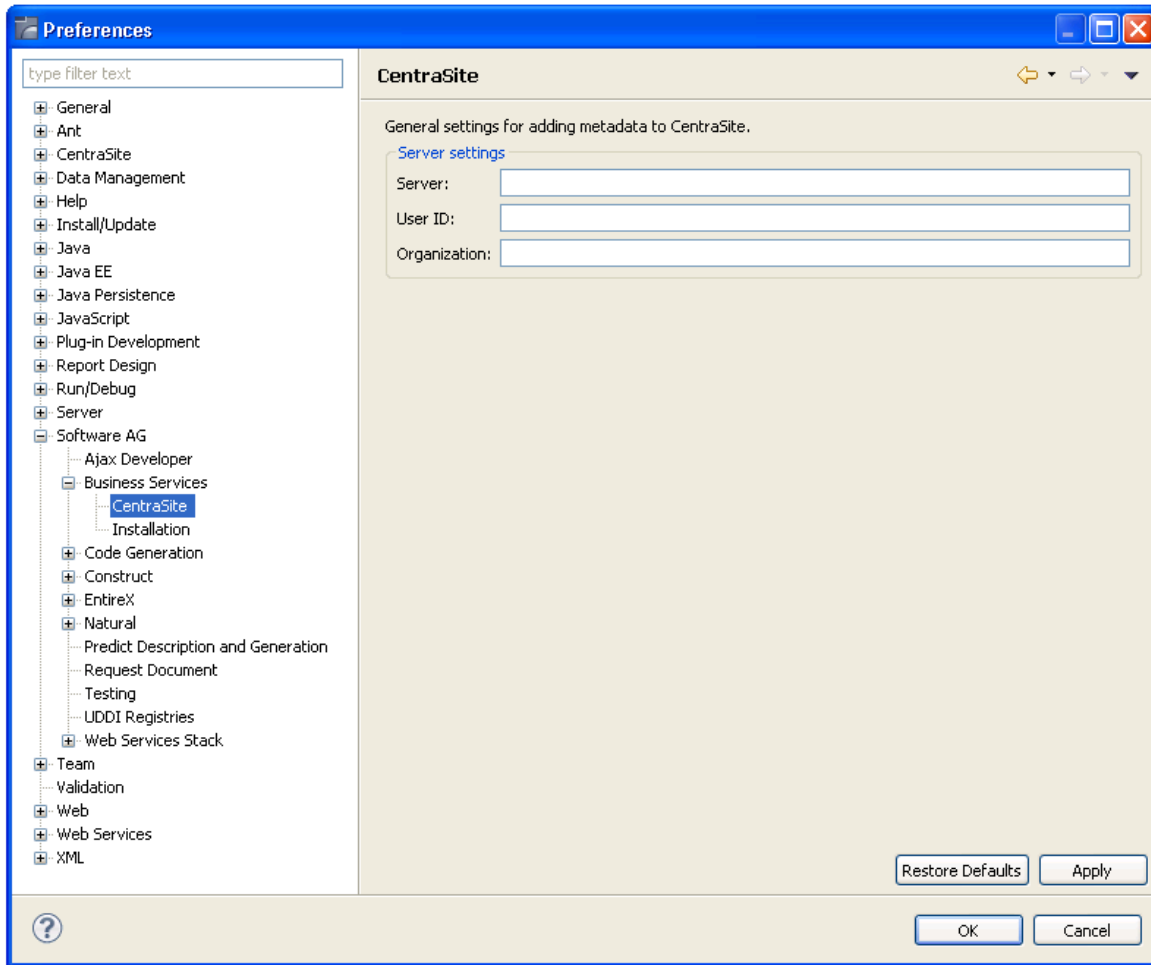 Preferences
type filter text
General
Ant
CentraSite
Data Management
Help
Install/Update
Java
Java EE
Java Persistence
JavaScript
Plug-in Development
Report Design
Run/Debug
Server
Software AG
Ajax Developer
Business Services
CentraSite
Installation
Code Generation
Construct
EntireX
Natural
Predict Description and Generation
Request Document
Testing
UDDI Registries
Web Services Stack
Team
Validation
Web
Web Services
XML
CentraSite
General settings for adding metadata to CentraSite.
Server settings
Server:
User ID:
Organization:
Restore Defaults Apply
? OK Cancel